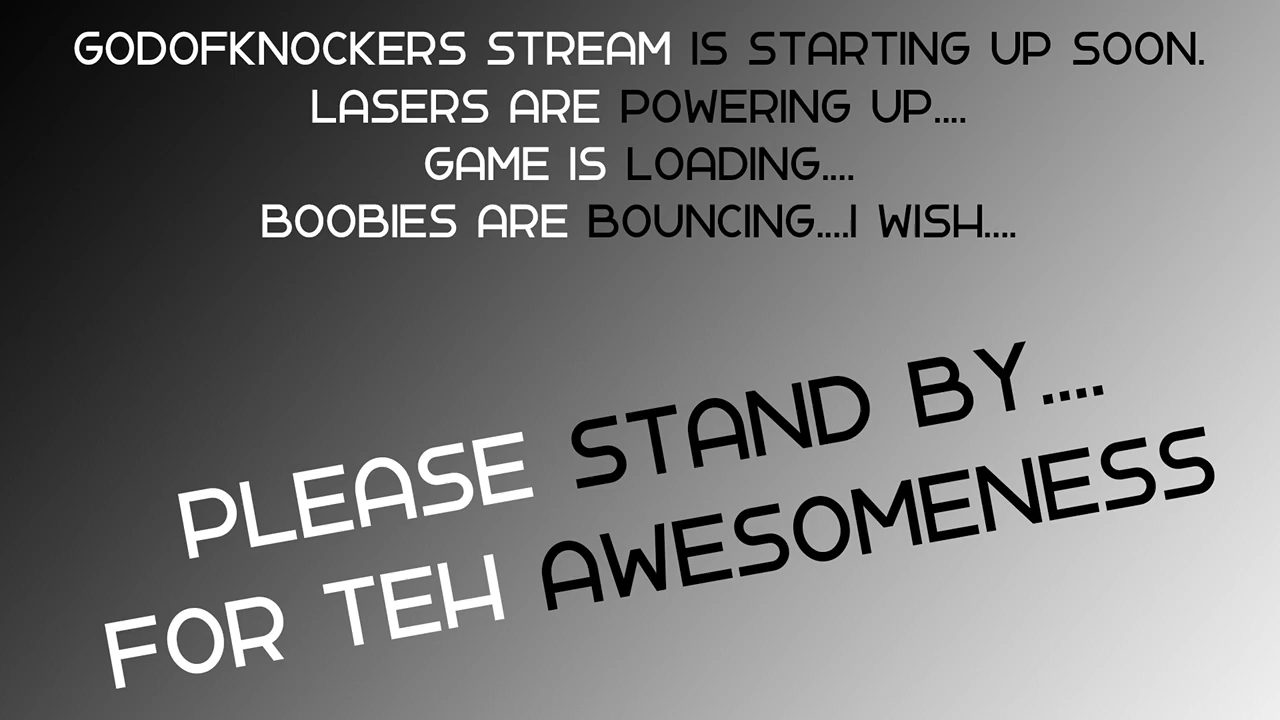 GODOFKNOCKERS STREAM IS STARTING UP SOON.
LASERS ARE POWERING UP....
GAME IS LOADING....
BOOBIES ARE BOUNCING....I WISH....
PLEASE STAND BY....
FOR TEH AWESOMENESS